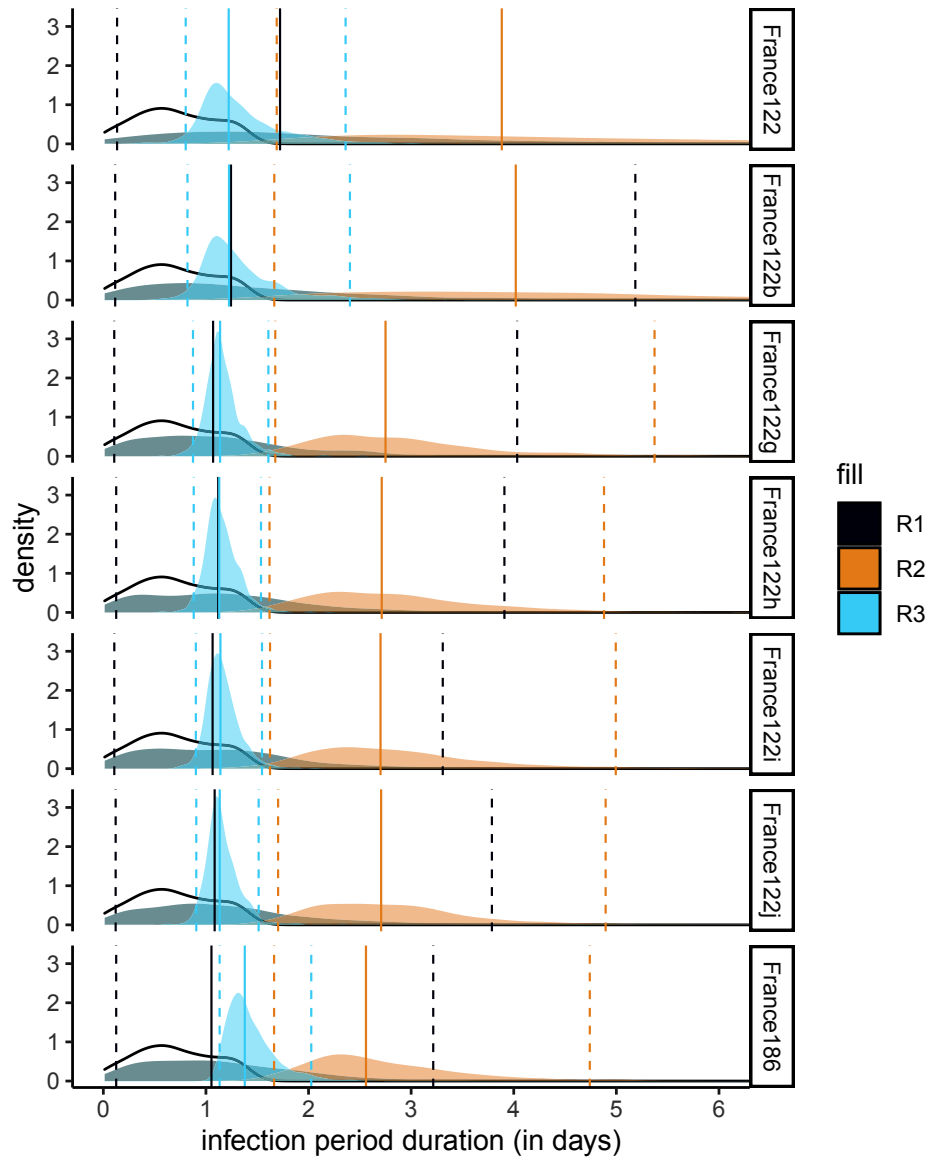 3
2
1
0
France122
3
2
1
0
France122b
3
2
1
0
France122g
3
2
1
0
France122h
3
2
1
0
France122i
3
2
1
0
France122j
3
2
1
0
France186
density
0 1 2 3 4 5 6
infection period duration (in days)
fill
R1
R2
R3